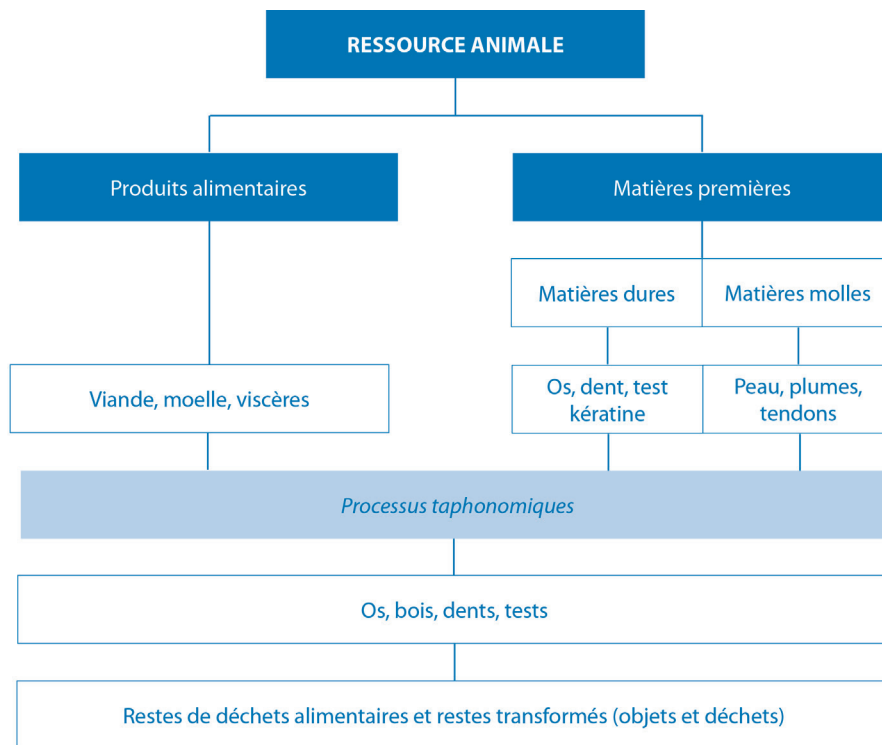 RESSOURCE ANIMALE
Produits alimentaires
Matières premières
Matières dures
Matières molles
Viande, moelle, viscères
Os, dent, test
kératine
Peau, plumes,
tendons
Processus taphonomiques
Os, bois, dents, tests
Restes de déchets alimentaires et restes transformés (objets et déchets)